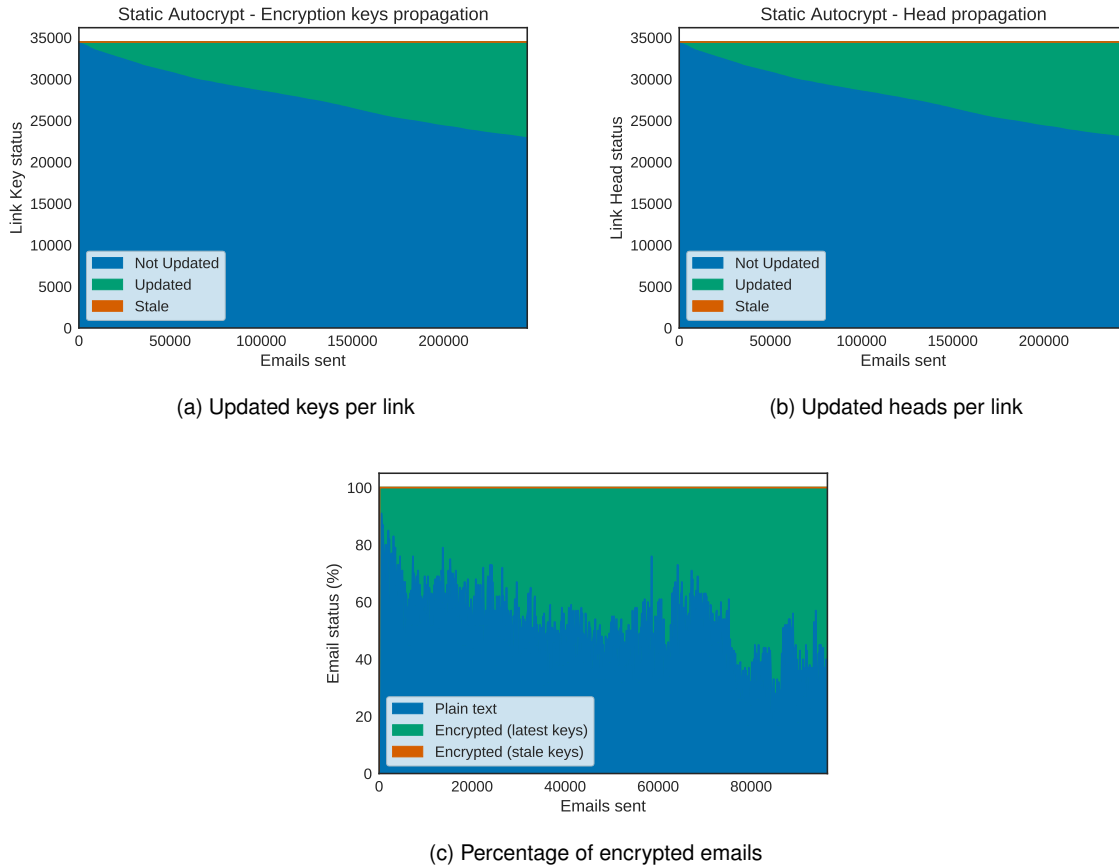 Static Autocrypt - Encryption keys propagation
35000
30000
25000
20000
15000
10000
5000
0
Link Key status
Not Updated
Updated
Stale
0 50000 100000 150000 200000
Emails sent
(a) Updated keys per link
Static Autocrypt - Head propagation
35000
30000
25000
20000
15000
10000
5000
0
Link Head status
Not Updated
Updated
Stale
0 50000 100000 150000 200000
Emails sent
(b) Updated heads per link
100
80
60
40
20
0
Email status (%)
Plain text
Encrypted (latest keys)
Encrypted (stale keys)
0 20000 40000 60000 80000
Emails sent
(c) Percentage of encrypted emails